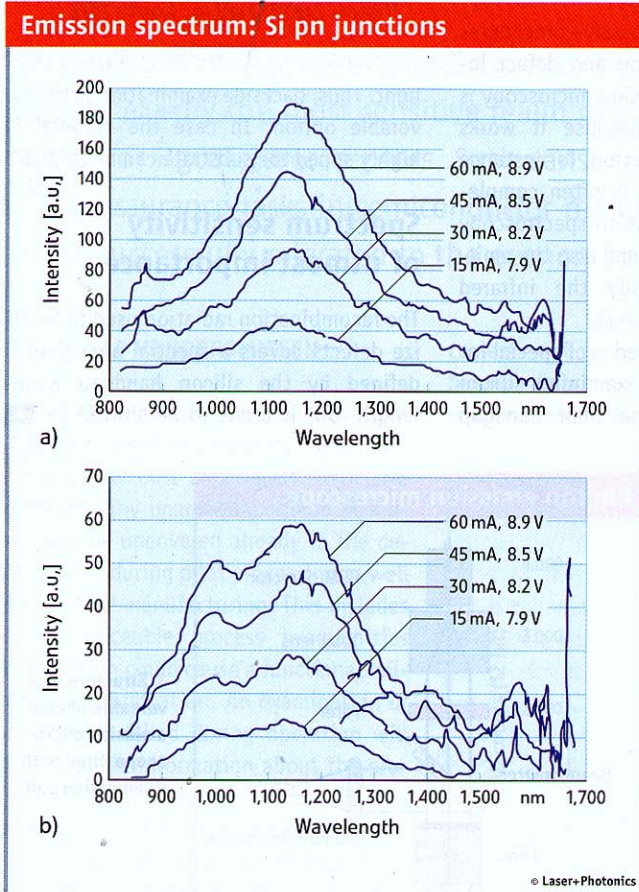 Emission spectrum: Si pn junctions
200
180
160
140
120
100
80
60
40
20
Intensity [a.u.]
60 mA, 8.9 V
45 mA, 8.5 V
30 mA, 8.2 V
15 mA, 7.9 V
800 900 1,000 1,100 1,200 1,300 1,400 1,500 nm 1,700
Wavelength
a)
70
60
50
40
30
20
10
0
Intensity [a.u.]
60 mA, 8.9 V
45 mA, 8.5 V
30 mA, 8.2 V
15 mA, 7.9 V
800 900 1,000 1,100 1,200 1,300 1,400 1,500 nm 1,700
Wavelength
b)
© Laser+Photonics